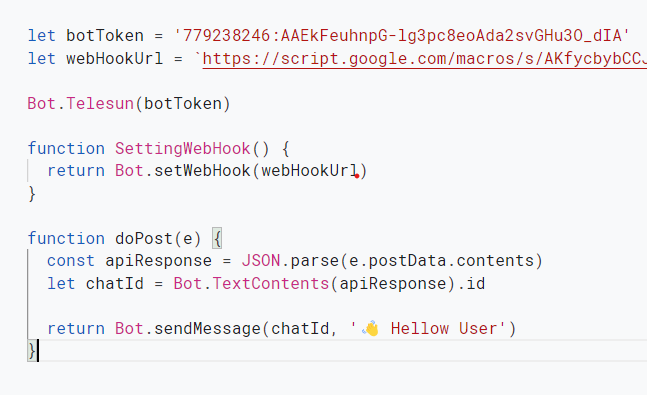 let botToken = '779238246:AAEkFeuhnpG-lg3pc8eoAda2svGHu3O_dIA'
let webHookUrl = `https://script.google.com/macros/s/AKfycbybCCJ
Bot.Telesun(botToken)
function SettingWebHook() {
return Bot.setWebHook(webHookUrl)
}
function doPost(e) {
const apiResponse = JSON.parse(e.postData.contents)
let chatId = Bot.TextContents(apiResponse).id
return Bot.sendMessage(chatId, '👋 Hellow User')
}